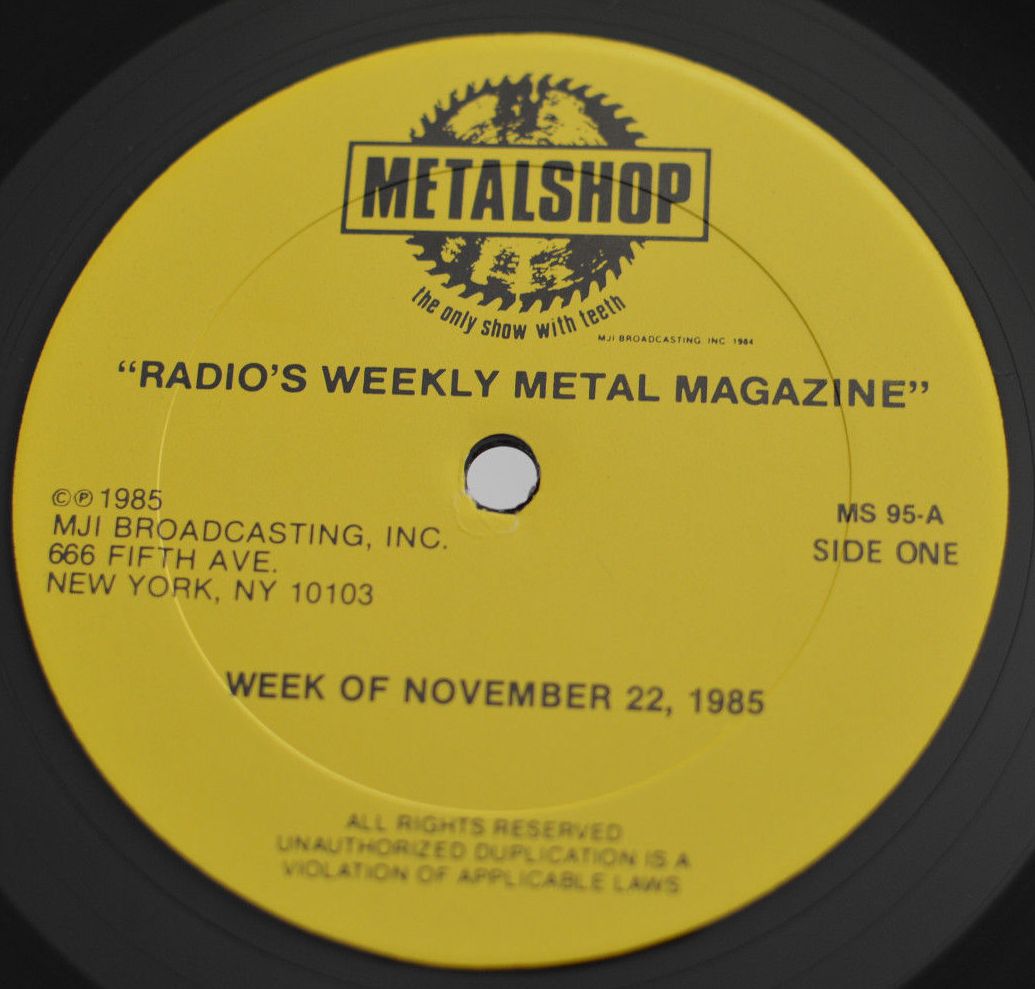 METALSHOP
the only show with teeth
MJI BROADCASTING INC 1984
“RADIO’S WEEKLY METAL MAGAZINE”
©℗ 1985
MJI BROADCASTING, INC.
666 FIFTH AVE.
NEW YORK, NY 10103
MS 95-A
SIDE ONE
WEEK OF NOVEMBER 22, 1985
ALL RIGHTS RESERVED
UNAUTHORIZED DUPLICATION IS A
VIOLATION OF APPLICABLE LAWS